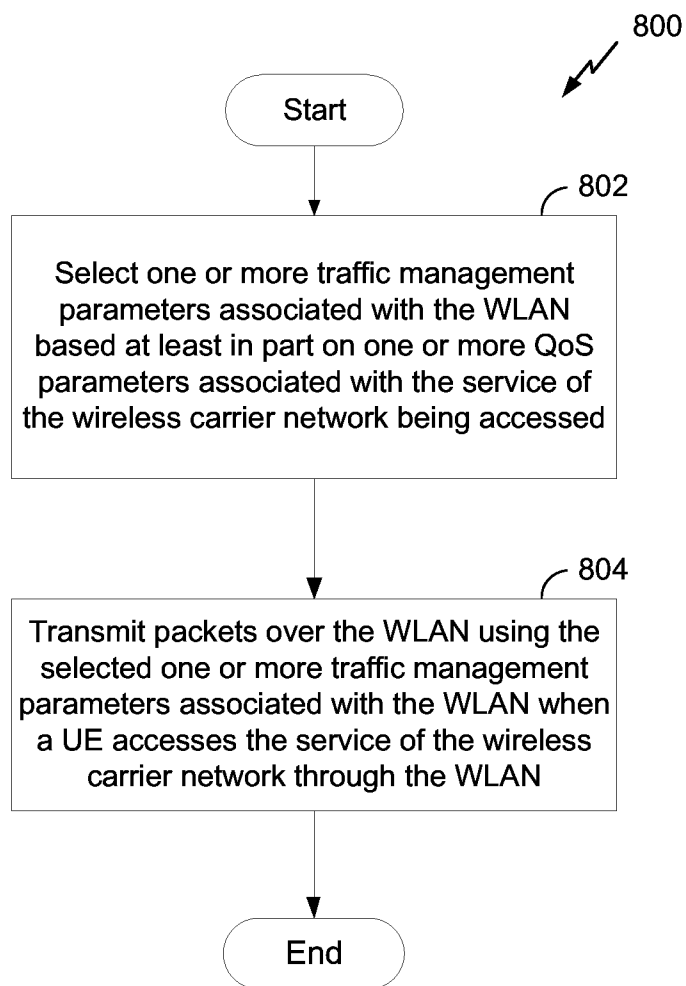 800
Start
802
Select one or more traffic management
parameters associated with the WLAN
based at least in part on one or more QoS
parameters associated with the service of
the wireless carrier network being accessed
804
Transmit packets over the WLAN using the
selected one or more traffic management
parameters associated with the WLAN when
a UE accesses the service of the wireless
carrier network through the WLAN
End